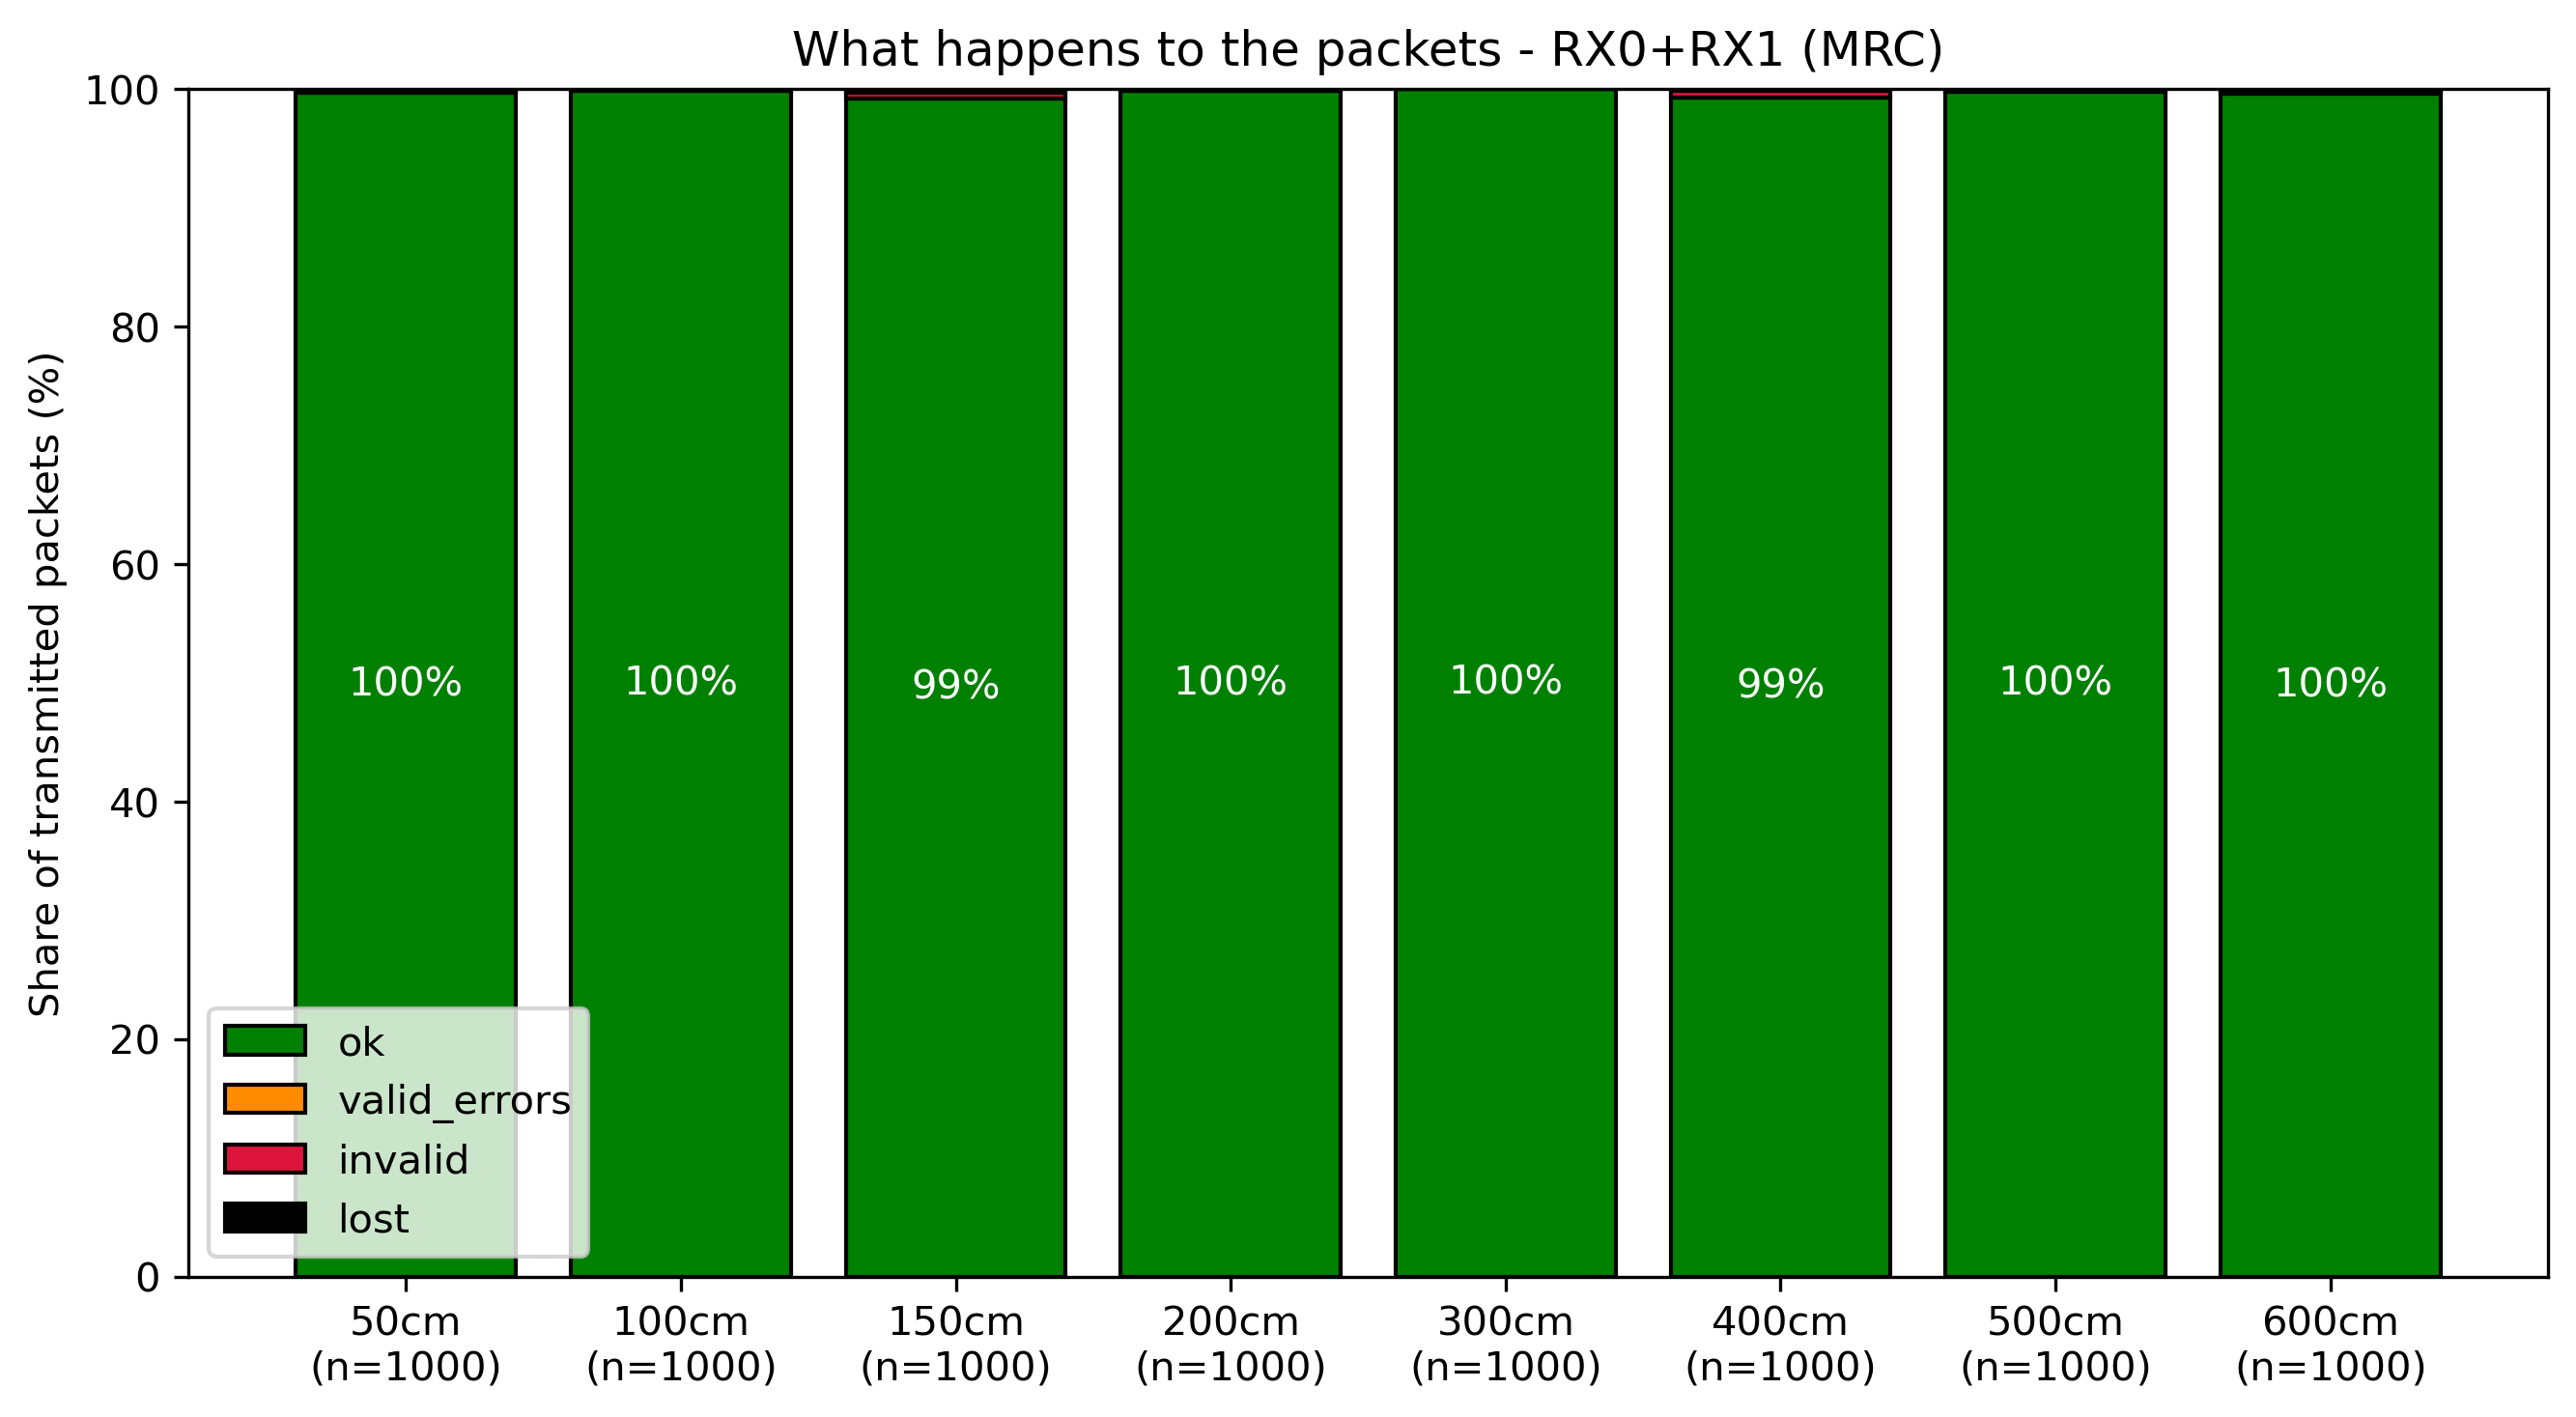 What happens to the packets - RX0+RX1 (MRC)
Share of transmitted packets (%)
100
80
60
40
20
0
100%
100%
99%
100%
100%
99%
100%
100%
ok
valid_errors
invalid
lost
50cm
(n=1000)
100cm
(n=1000)
150cm
(n=1000)
200cm
(n=1000)
300cm
(n=1000)
400cm
(n=1000)
500cm
(n=1000)
600cm
(n=1000)